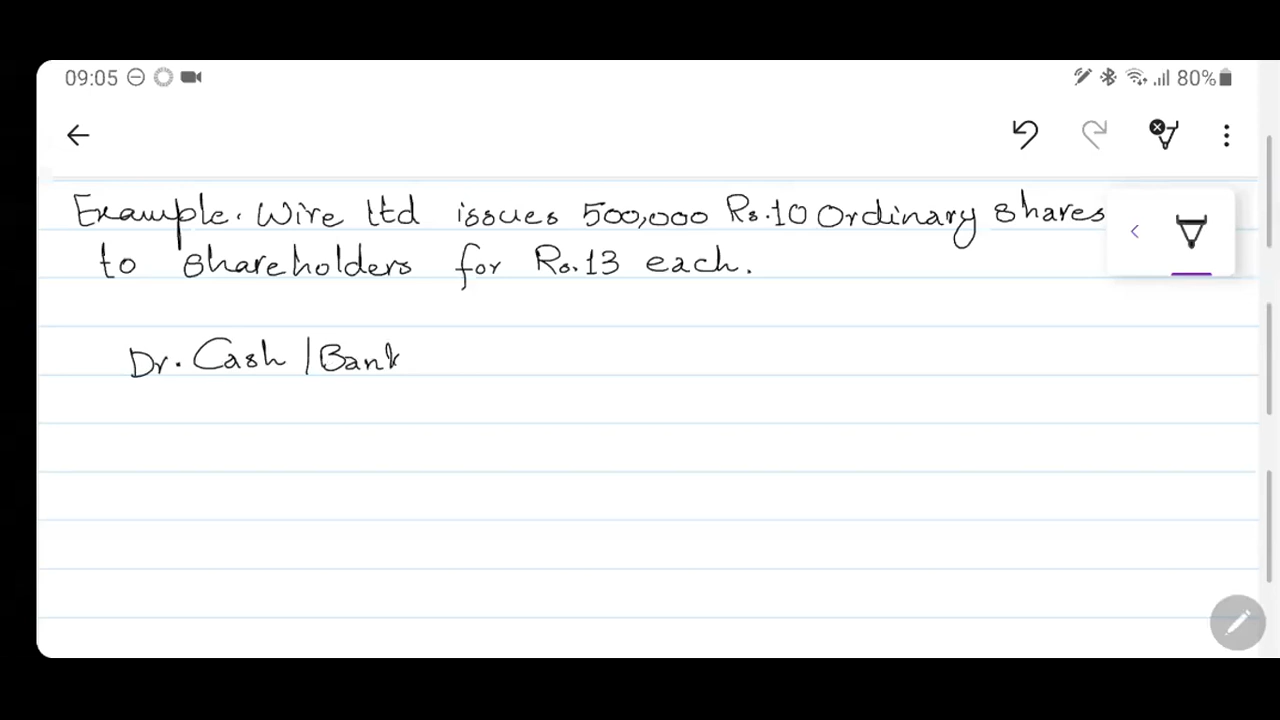 09:05 80%
Example. Wire ltd issues 500,000 Rs.10 Ordinary shares
to shareholders for Rs.13 each.
Dr. Cash / Bank